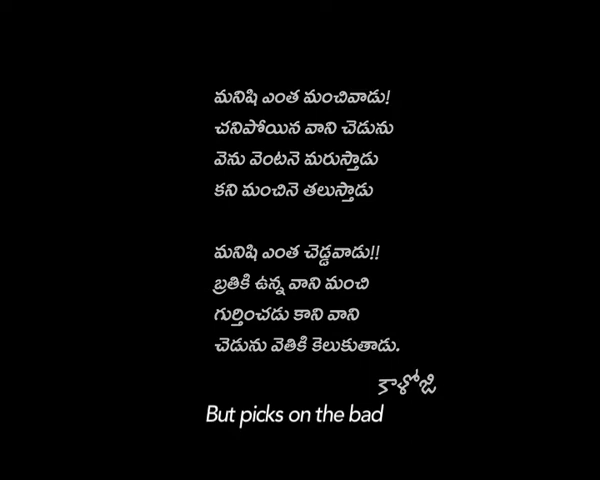 మనిషి ఎంత మంచివాడు!
చనిపోయిన వాని చెడును
వెను వెంటనె మరుస్తాడు
కని మంచినె తలుస్తాడు
మనిషి ఎంత చెడ్డవాడు!!
బ్రతికి ఉన్న వాని మంచి
గుర్తించడు కాని వాని
చెడును వెతికి కెలుకుతాడు.
కాళోజి
But picks on the bad